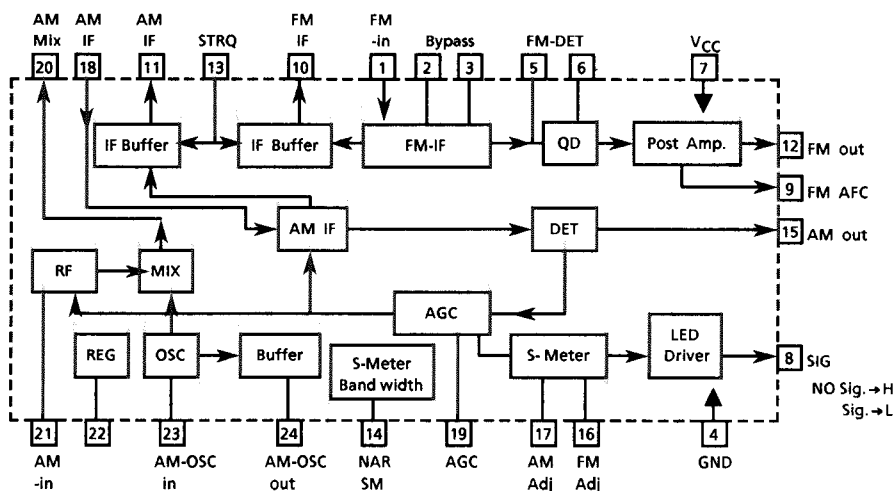 AM AM AM FM FM
Mix IF IF STRQ IF -in Bypass FM-DET VCC
20 18 11 13 10 1 2 3 5 6 7
IF Buffer IF Buffer FM-IF QD Post Amp. 12 FM out
9 FM AFC
AM IF DET 15 AM out
RF MIX
AGC
REG OSC Buffer S-Meter Band width S- Meter LED Driver 8 SIG
NO Sig.→H
Sig.→L
21 22 23 24 14 19 17 16 4
AM AM-OSC AM-OSC NAR AGC AM FM GND
-in in out SM Adj Adj